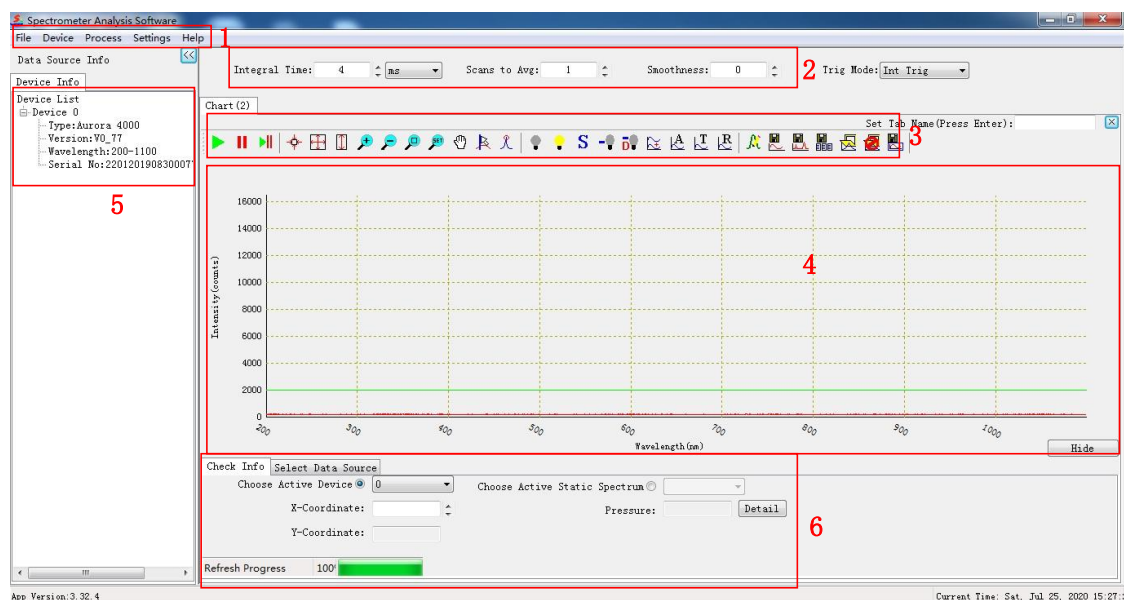 Spectrometer Analysis Software
File Device Process Settings Help
1
Data Source Info
<<
Integral Time: 4 ms Scans to Avg: 1 Smoothness: 0 2 Trig Mode: Int Trig
Device Info
Device List
Device 0
Type:Aurora 4000
Version:V0_77
Wavelength:200-1100
Serial No:22012019083000
5
Chart(2)
Set Tab Name(Press Enter):
S D A T R SET
3
16000
14000
12000
10000
8000
6000
4000
2000
0
Intensity(counts)
4
200 300 400 500 600 700 800 900 1000
Wavelength(nm)
Hide
Check Info Select Data Source
Choose Active Device 0 Choose Active Static Spectrum
X-Coordinate: Pressure: Detail
Y-Coordinate:
6
Refresh Progress 100
App Version:3.32.4
Current Time: Sat. Jul 25. 2020 15:27: